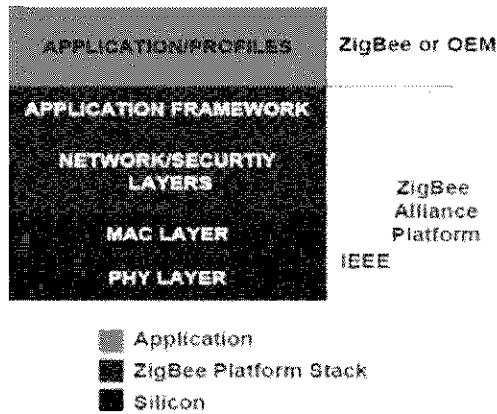 APPLICATION/PROFILES
ZigBee or OEM
APPLICATION FRAMEWORK
NETWORK/SECURTIY
LAYERS
ZigBee
Alliance
Platform
MAC LAYER
IEEE
PHY LAYER
Application
ZigBee Platform Stack
Silicon